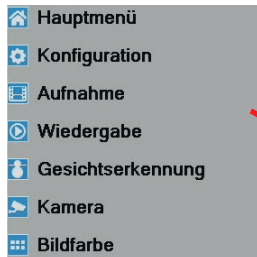 Hauptmenü
Konfiguration
Aufnahme
Wiedergabe
Gesichtserkennung
Kamera
Bildfarbe